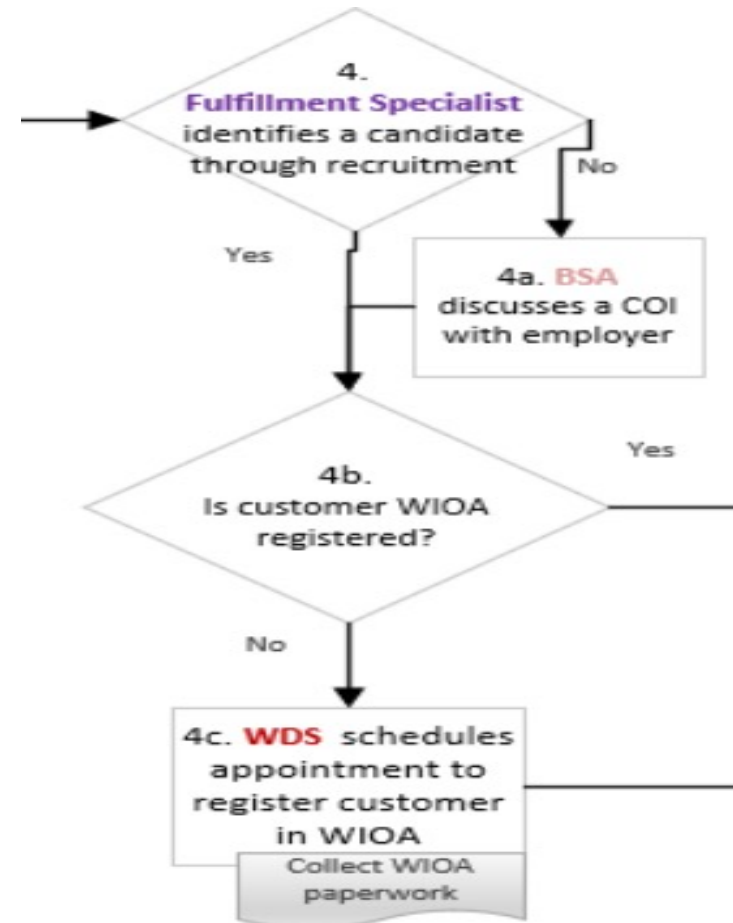 4.
Fulfillment Specialist
identifies a candidate
through recruitment
No
Yes
4a. BSA
discusses a COI
with employer
4b.
Is customer WIOA
registered?
Yes
No
4c. WDS schedules
appointment to
register customer
in WIOA
Collect WIOA
paperwork